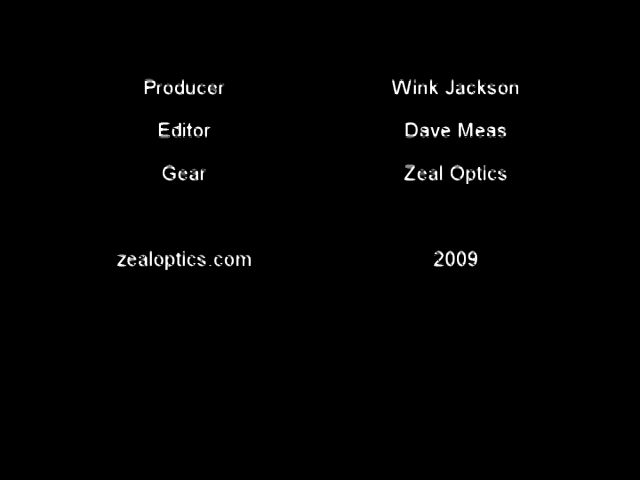 Producer Wink Jackson
Editor Dave Meas
Gear Zeal Optics
zealoptics.com 2009